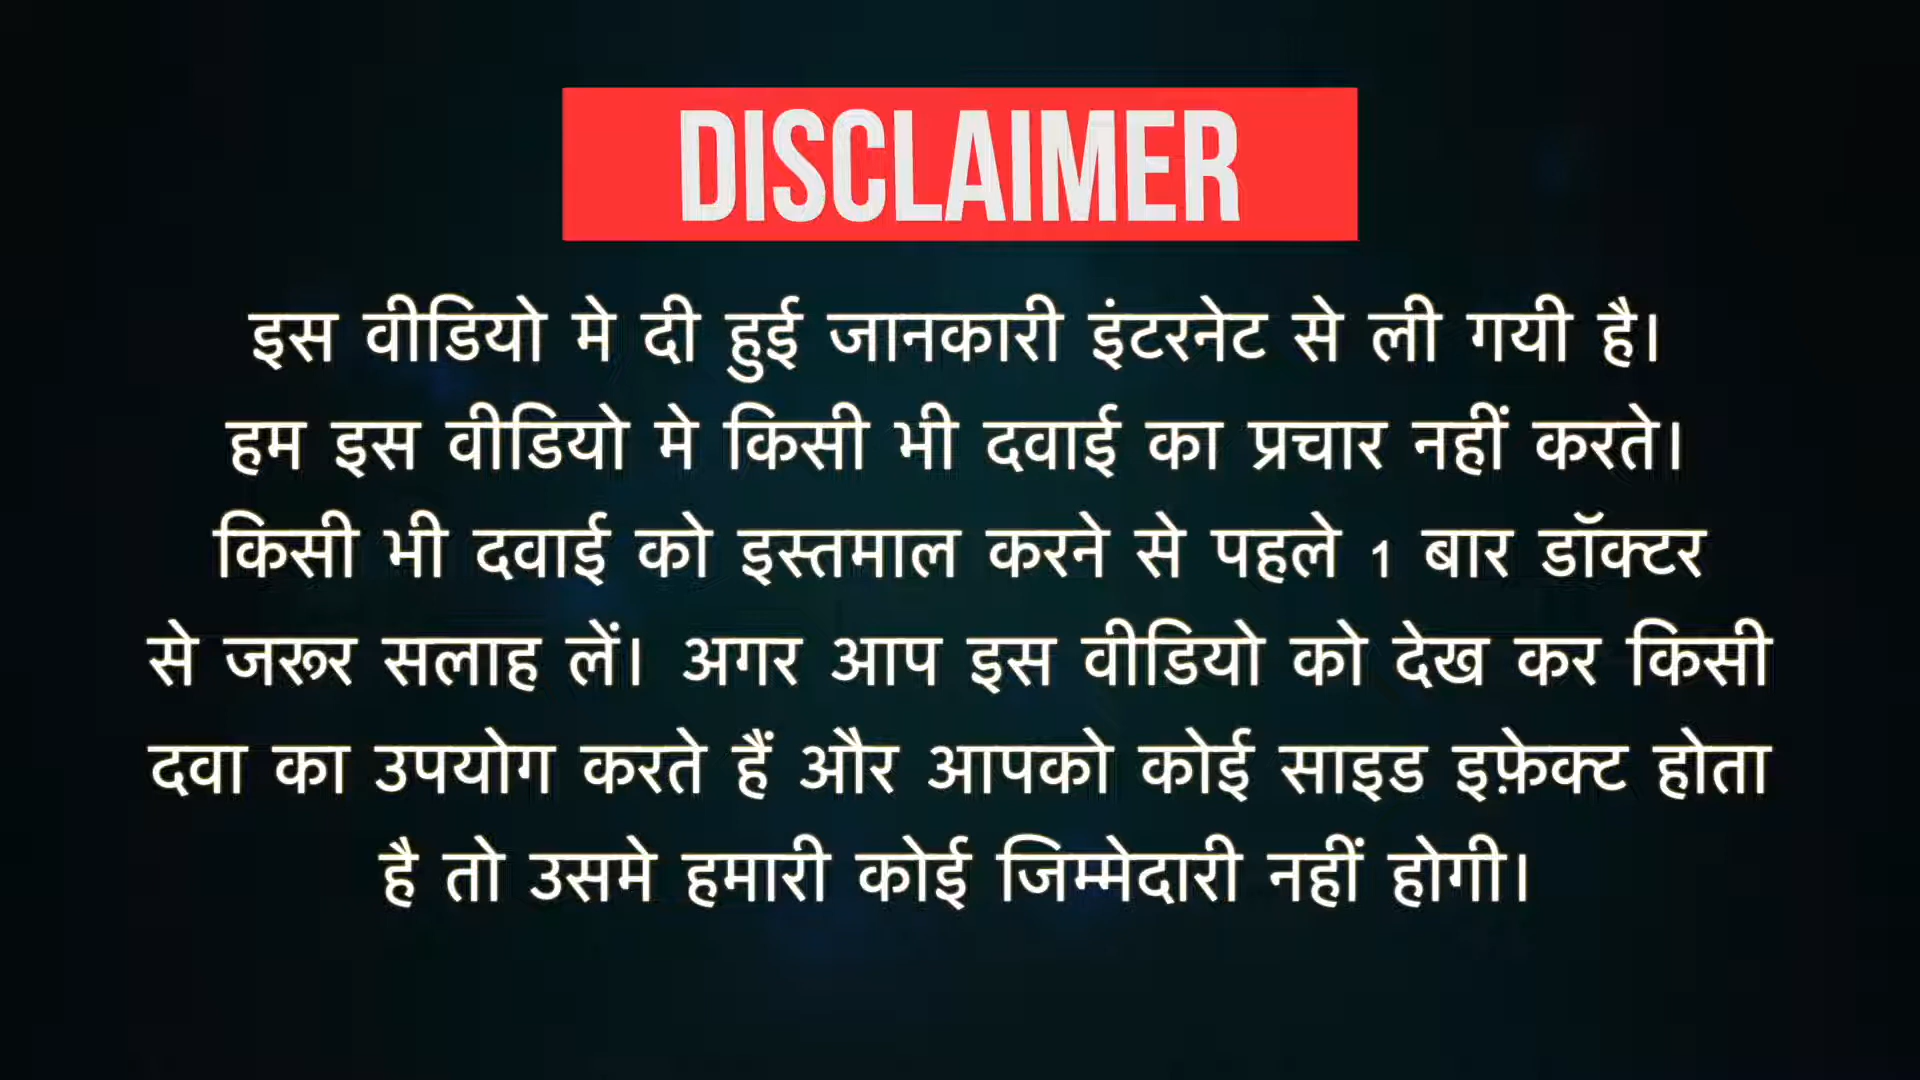 DISCLAIMER
इस वीडियो मे दी हुई जानकारी इंटरनेट से ली गयी है।
हम इस वीडियो मे किसी भी दवाई का प्रचार नहीं करते।
किसी भी दवाई को इस्तमाल करने से पहले 1 बार डॉक्टर
से जरूर सलाह लें। अगर आप इस वीडियो को देख कर किसी
दवा का उपयोग करते हैं और आपको कोई साइड इफ़ेक्ट होता
है तो उसमे हमारी कोई जिम्मेदारी नहीं होगी।